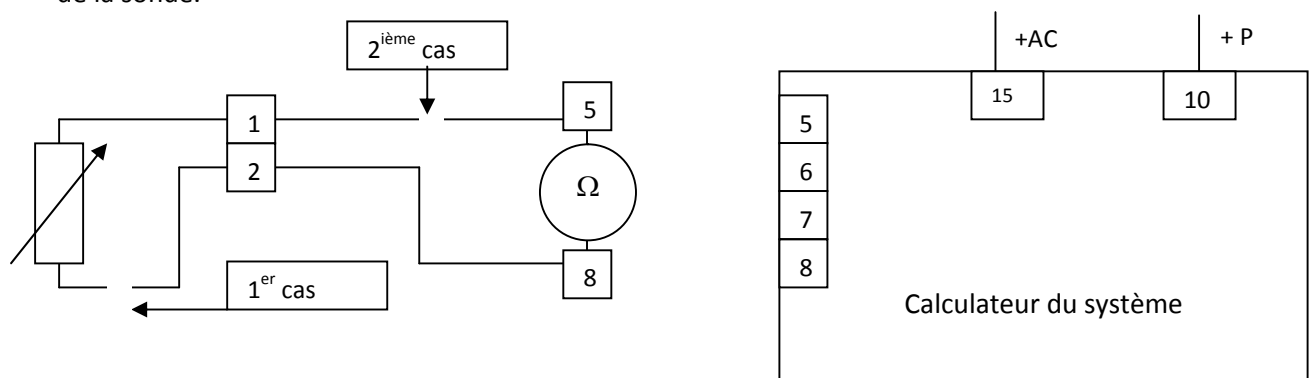 de la sonde.
2ième cas
+AC
+ P
15
10
1
5
5
2
6
Ω
7
8
8
1er cas
Calculateur du système